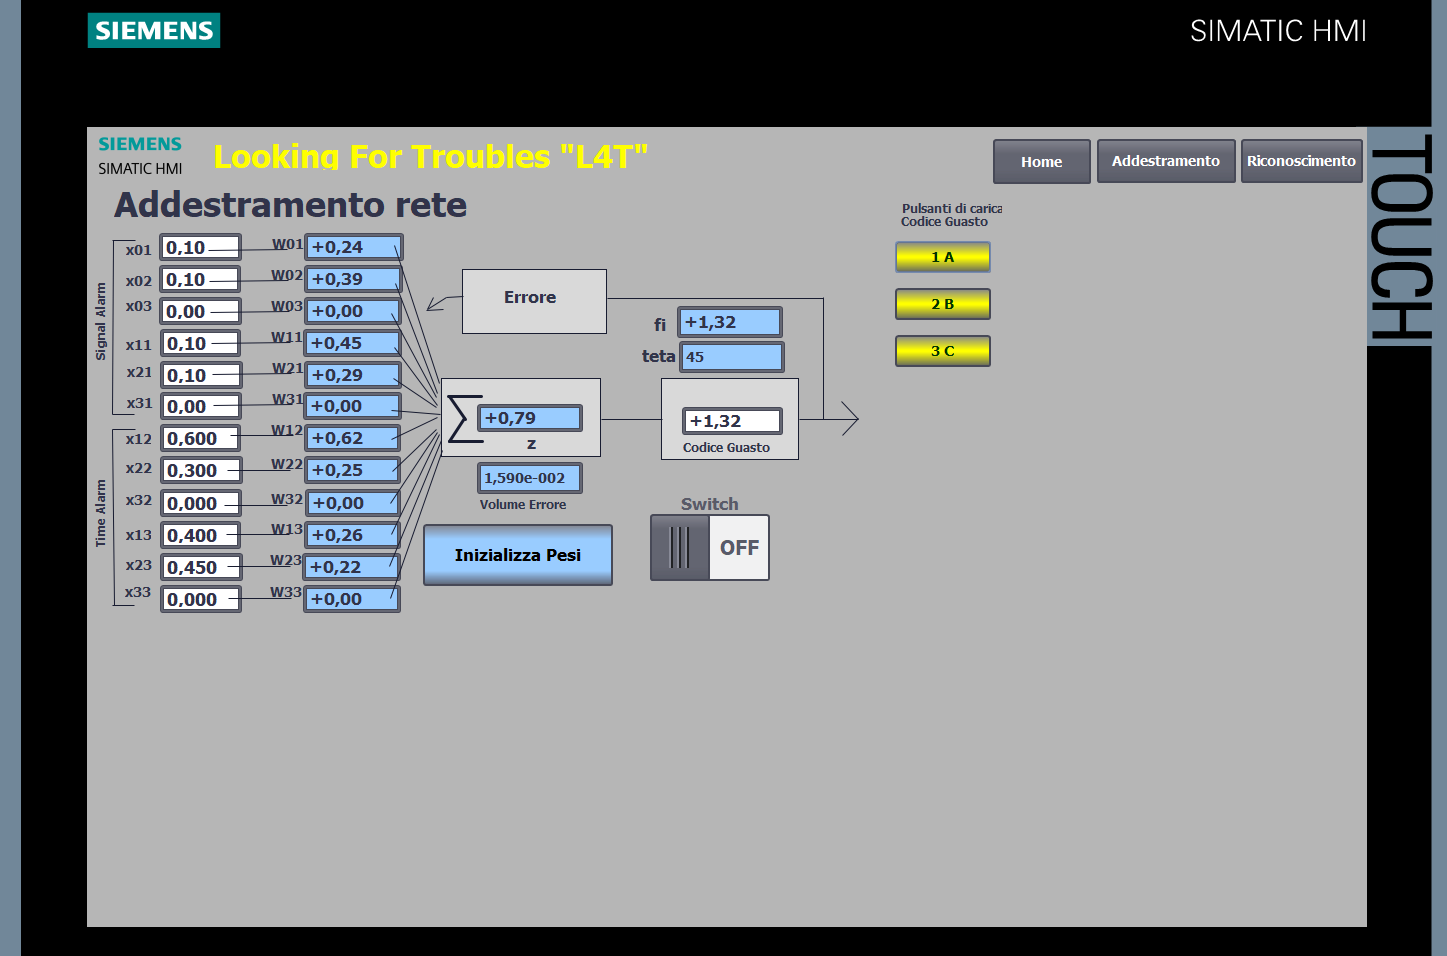 SIEMENS
SIMATIC HMI
TOUCH
SIEMENS
SIMATIC HMI
Looking For Troubles "L4T"
Home
Addestramento
Riconoscimento
Addestramento rete
Pulsanti di carica
Codice Guasto
1 A
2 B
3 C
Signal Alarm
x01 0,10 W01 +0,24
x02 0,10 W02 +0,39
x03 0,00 W03 +0,00
x11 0,10 W11 +0,45
x21 0,10 W21 +0,29
x31 0,00 W31 +0,00
Time Alarm
x12 0,600 W12 +0,62
x22 0,300 W22 +0,25
x32 0,000 W32 +0,00
x13 0,400 W13 +0,26
x23 0,450 W23 +0,22
x33 0,000 W33 +0,00
Errore
fi +1,32
teta 45
∑ +0,79
z
+1,32
Codice Guasto
1,590e-002
Volume Errore
Inizializza Pesi
Switch
OFF